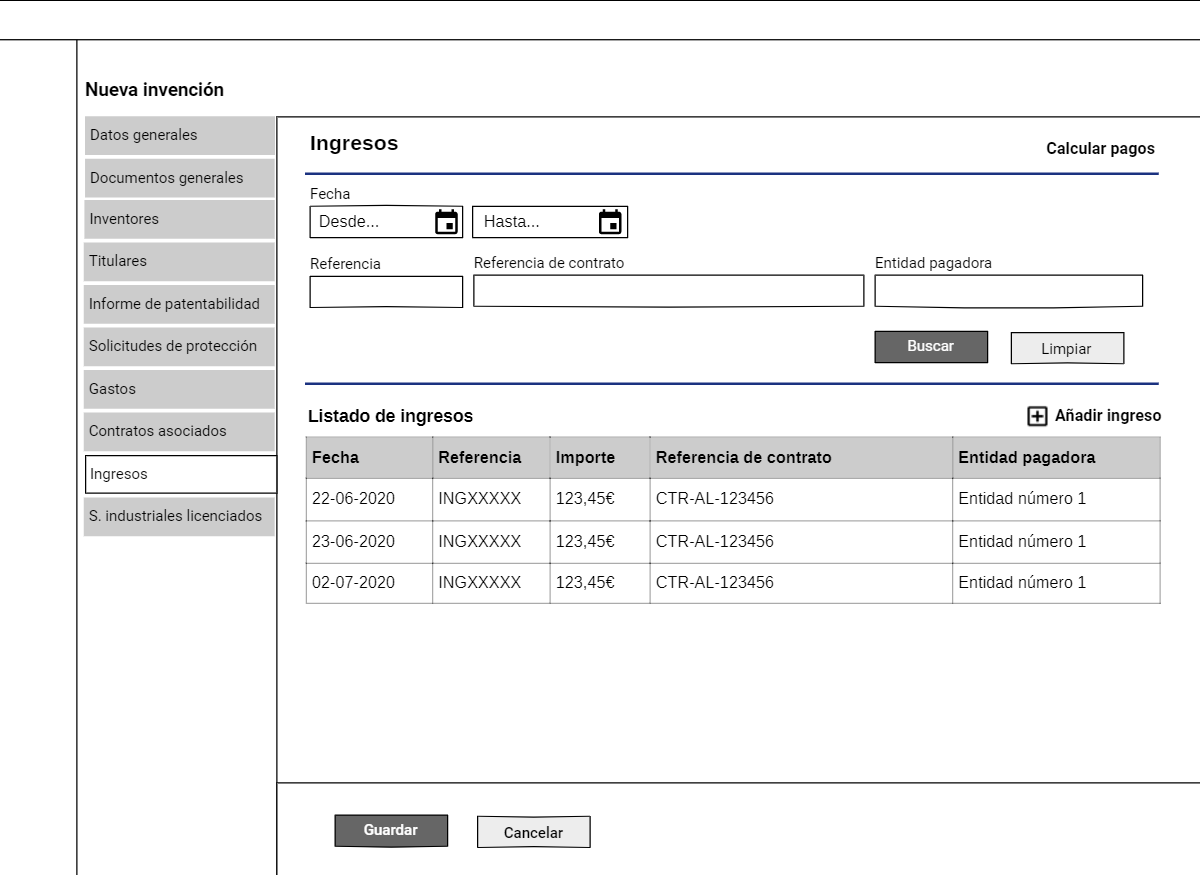 Nueva invención
Datos generales
Documentos generales
Inventores
Titulares
Informe de patentabilidad
Solicitudes de protección
Gastos
Contratos asociados
Ingresos
S. industriales licenciados
Ingresos
Calcular pagos
Fecha
Desde... Hasta...
Referencia Referencia de contrato Entidad pagadora
Buscar Limpiar
Listado de ingresos
Añadir ingreso
Fecha Referencia Importe Referencia de contrato Entidad pagadora
22-06-2020 INGXXXXX 123,45€ CTR-AL-123456 Entidad número 1
23-06-2020 INGXXXXX 123,45€ CTR-AL-123456 Entidad número 1
02-07-2020 INGXXXXX 123,45€ CTR-AL-123456 Entidad número 1
Guardar Cancelar